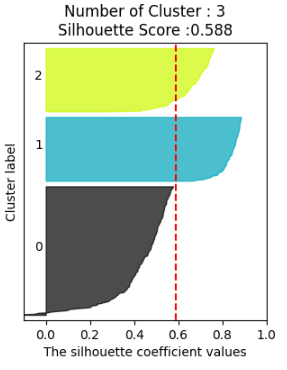 Number of Cluster : 3
Silhouette Score :0.588
Cluster label
2
1
0
0.0 0.2 0.4 0.6 0.8 1.0
The silhouette coefficient values